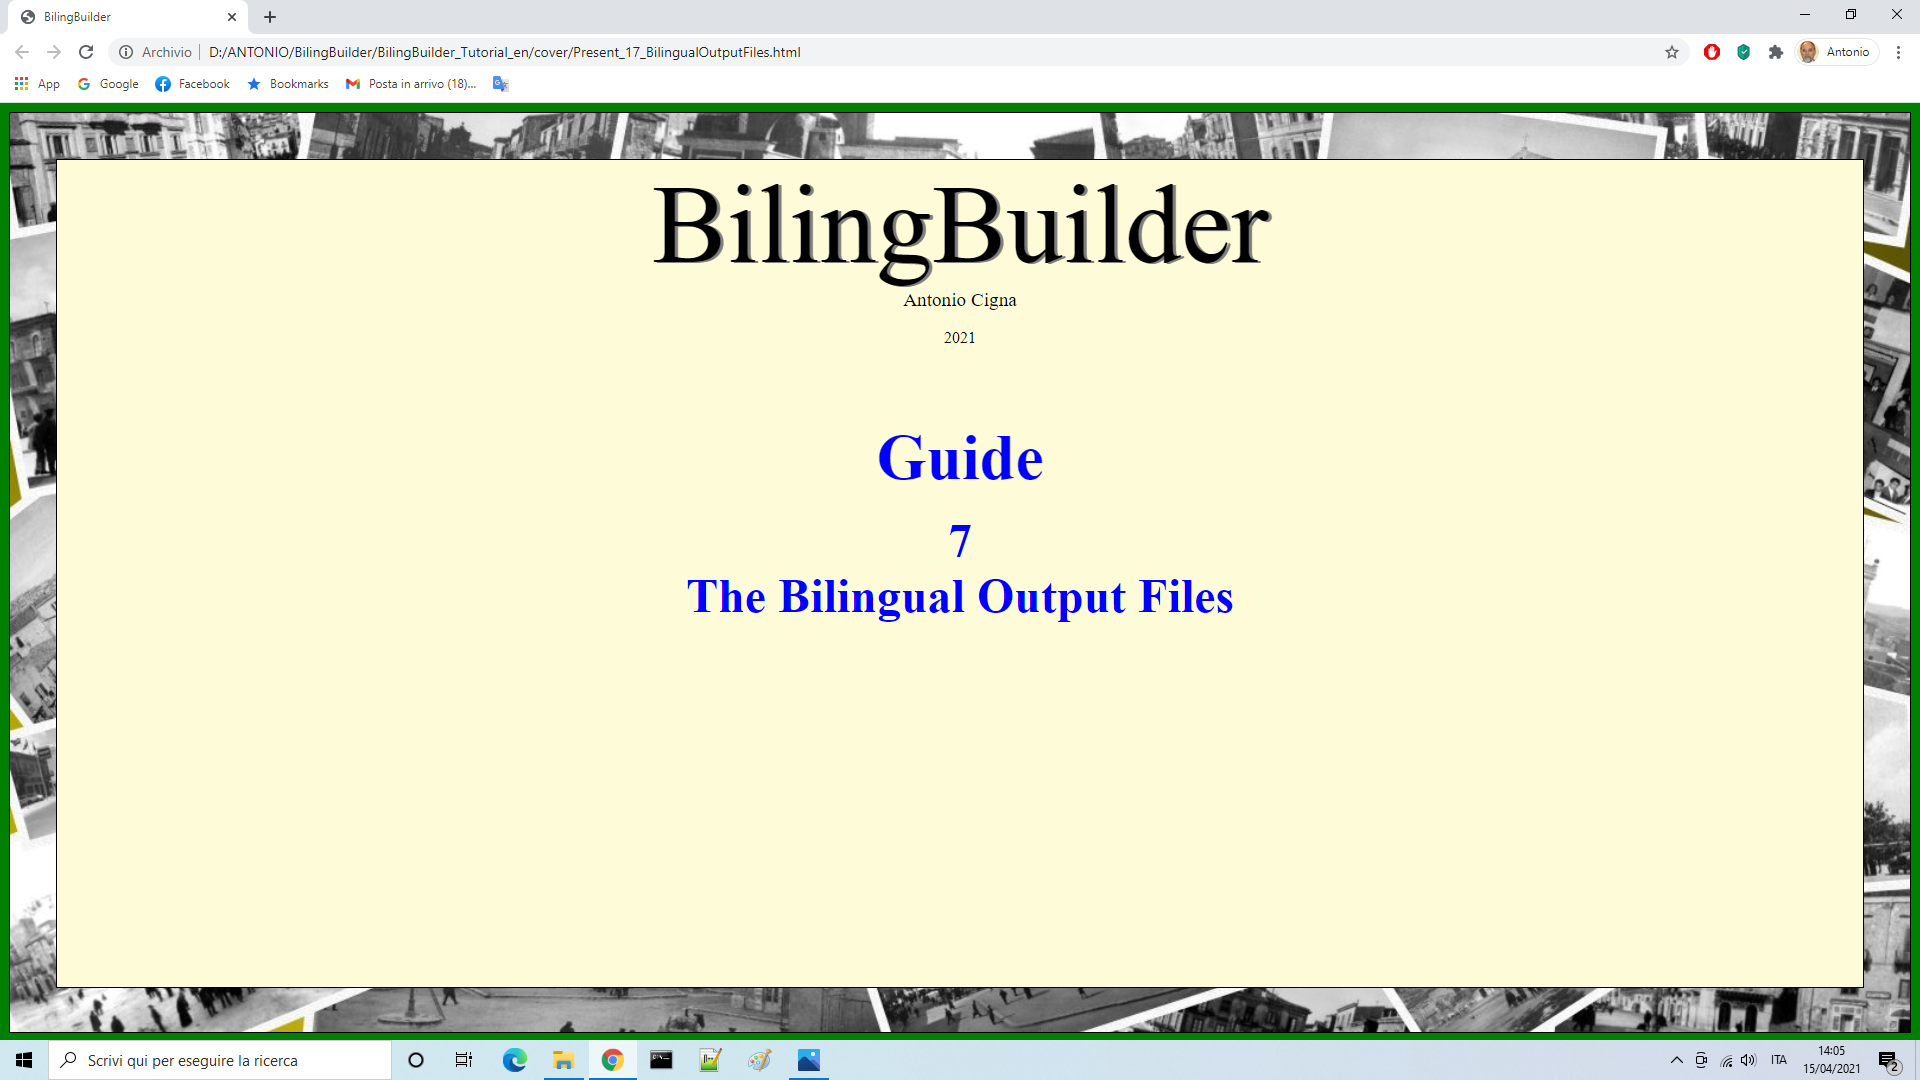 BilingBuilder
Archivio
D:/ANTONIO/BilingBuilder/BilingBuilder_Tutorial_en/cover/Present_17_BilingualOutputFiles.html
Antonio
App
Google
Facebook
Bookmarks
Posta in arrivo (18)...
BilingBuilder
Antonio Cigna
2021
Guide
7
The Bilingual Output Files
Scrivi qui per eseguire la ricerca
ITA
14:05
15/04/2021
2